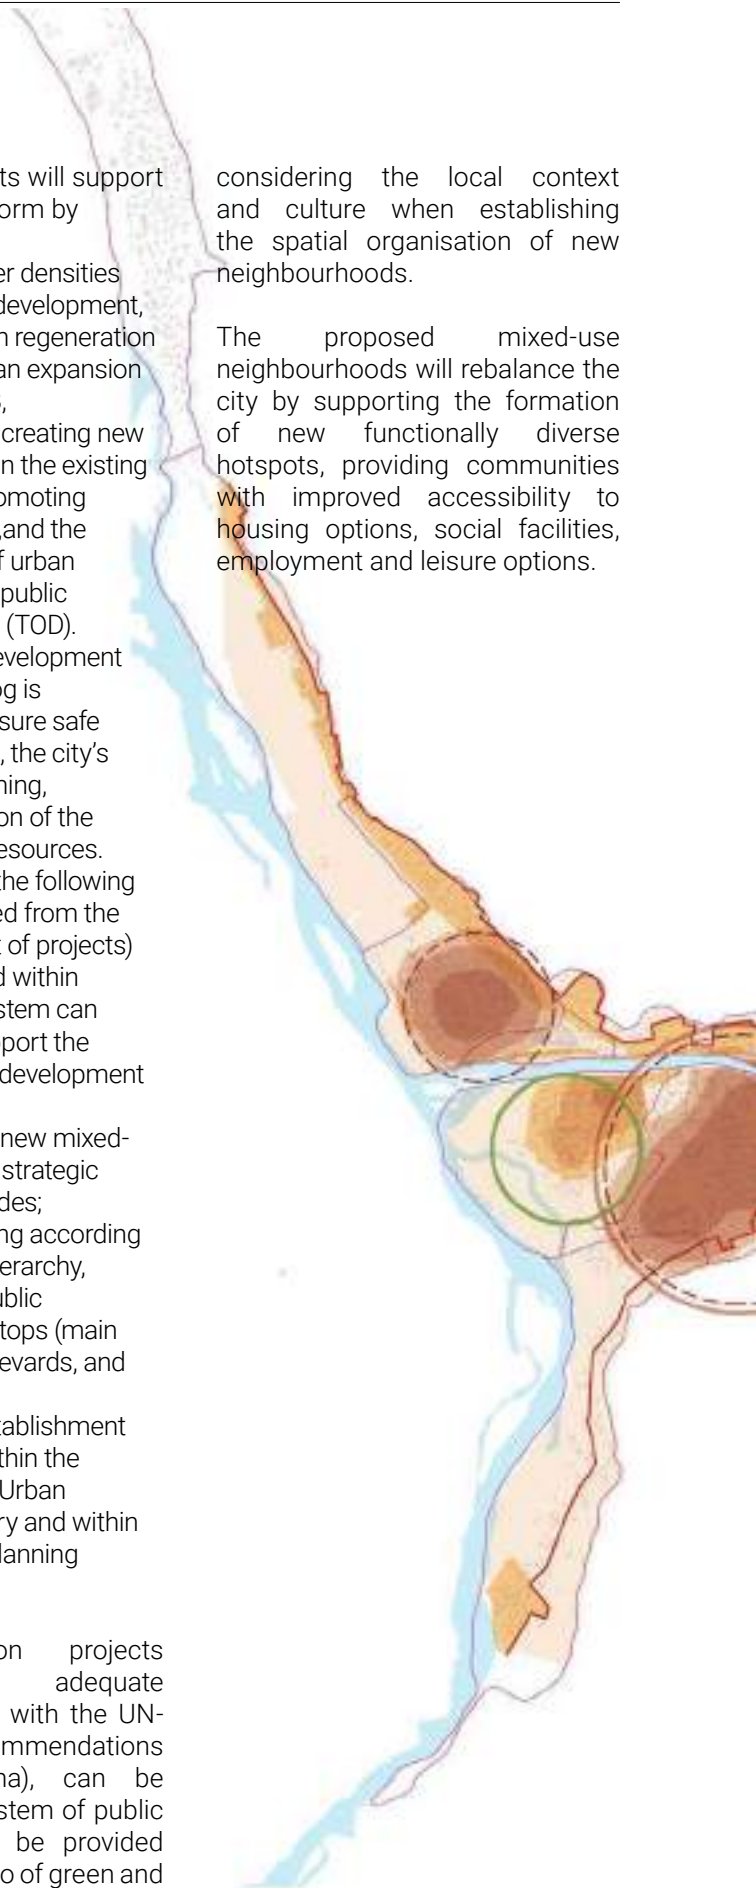 ts will support
orm by
er densities
development,
n regeneration
an expansion
s,
creating new
n the existing
omoting
,and the
f urban
public
(TOD).
evelopment
og is
sure safe
, the city's
ning,
on of the
esources.
the following
ed from the
t of projects)
d within
stem can
port the
development
new mixed-
strategic
des;
ng according
erarchy,
ublic
tops (main
evards, and
tablishment
thin the
Urban
ry and within
lanning
on projects
adequate
with the UN-
ommendations
na), can be
stem of public
be provided
o of green and
considering the local context
and culture when establishing
the spatial organisation of new
neighbourhoods.
The proposed mixed-use
neighbourhoods will rebalance the
city by supporting the formation
of new functionally diverse
hotspots, providing communities
with improved accessibility to
housing options, social facilities,
employment and leisure options.